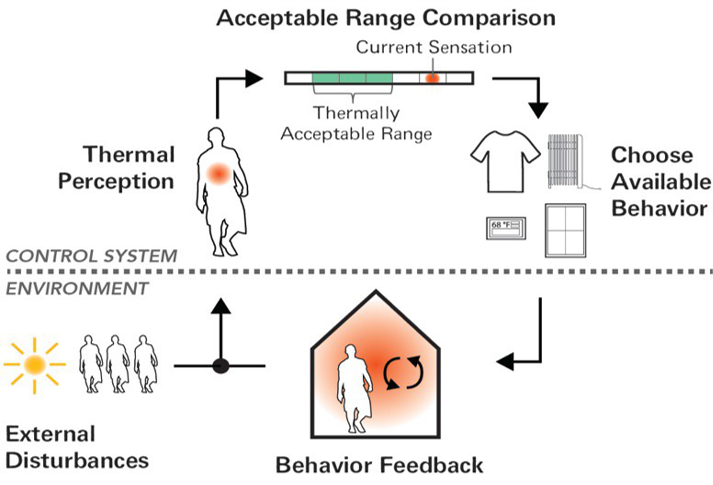 Acceptable Range Comparison
Current Sensation
Thermally
Acceptable Range
Thermal
Perception
Choose
Available
Behavior
68 °F
CONTROL SYSTEM
ENVIRONMENT
External
Disturbances
Behavior Feedback